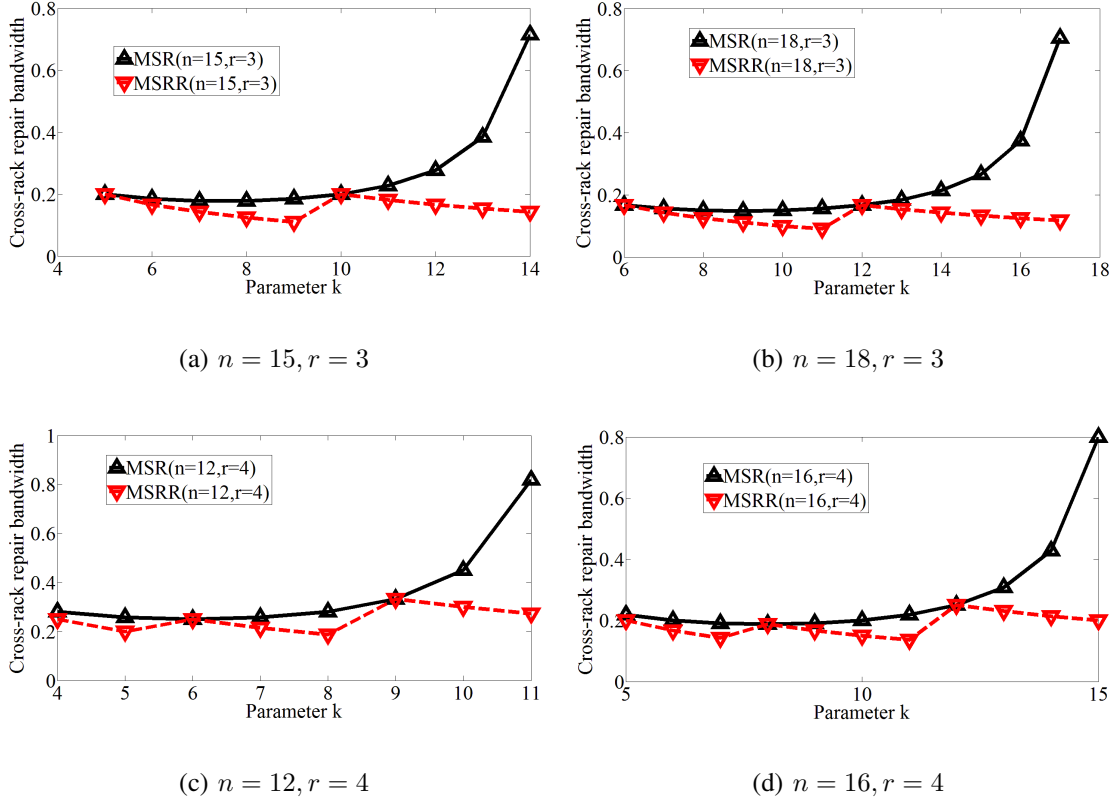 0.8
0.6
0.4
0.2
0
Cross-rack repair bandwidth
MSR(n=15,r=3)
MSRR(n=15,r=3)
4 6 8 10 12 14
Parameter k
(a) n = 15, r = 3
0.8
0.6
0.4
0.2
0
Cross-rack repair bandwidth
MSR(n=18,r=3)
MSRR(n=18,r=3)
6 8 10 12 14 16 18
Parameter k
(b) n = 18, r = 3
1
0.8
0.6
0.4
0.2
0
Cross-rack repair bandwidth
MSR(n=12,r=4)
MSRR(n=12,r=4)
4 5 6 7 8 9 10 11
Parameter k
(c) n = 12, r = 4
0.8
0.6
0.4
0.2
0
Cross-rack repair bandwidth
MSR(n=16,r=4)
MSRR(n=16,r=4)
5 10 15
Parameter k
(d) n = 16, r = 4